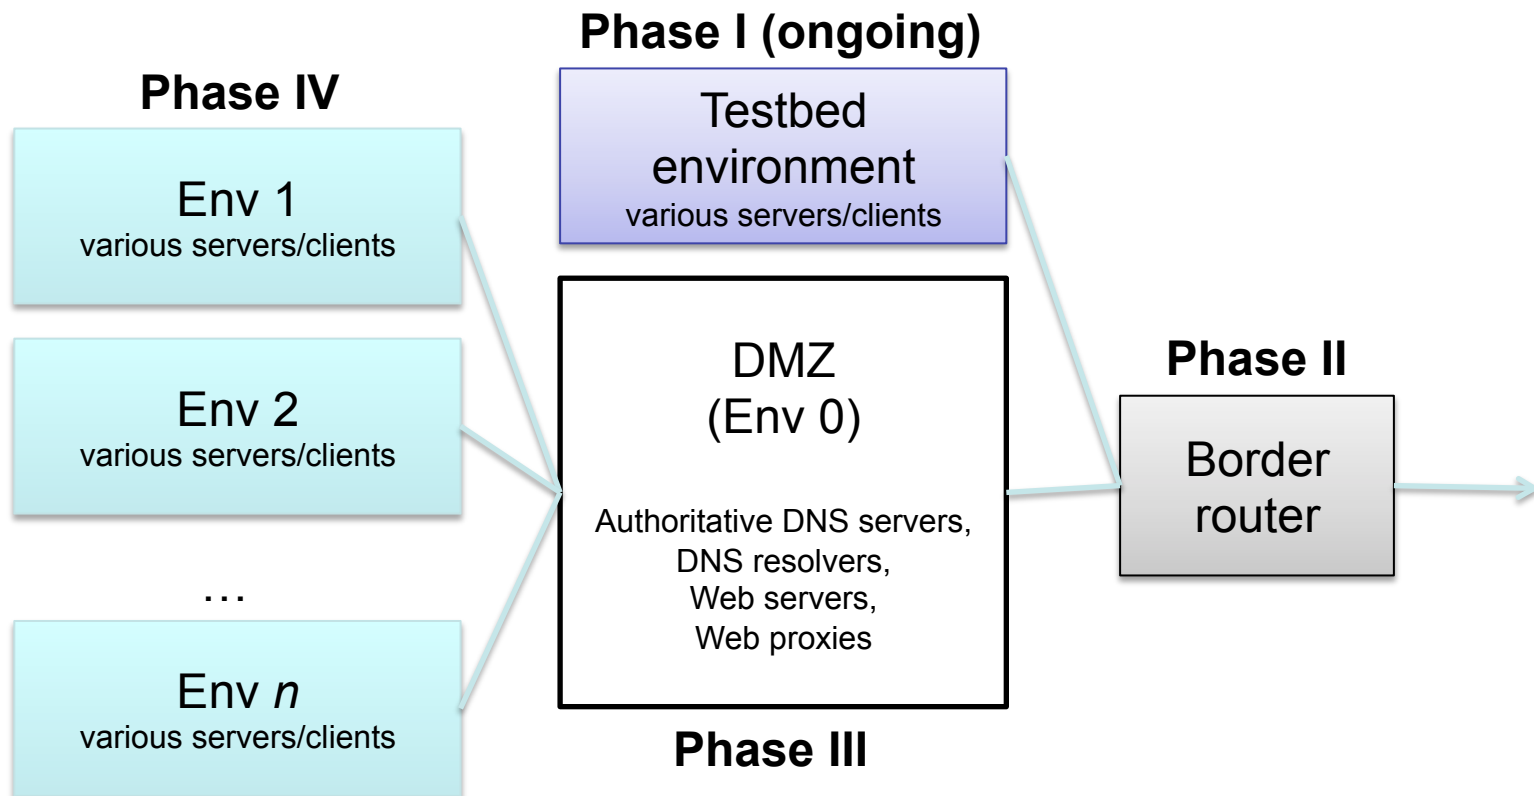 Phase I (ongoing)
Testbed
environment
various servers/clients
Phase IV
Env 1
various servers/clients
Env 2
various servers/clients
…
Env n
various servers/clients
DMZ
(Env 0)
Authoritative DNS servers,
DNS resolvers,
Web servers,
Web proxies
Phase III
Phase II
Border
router